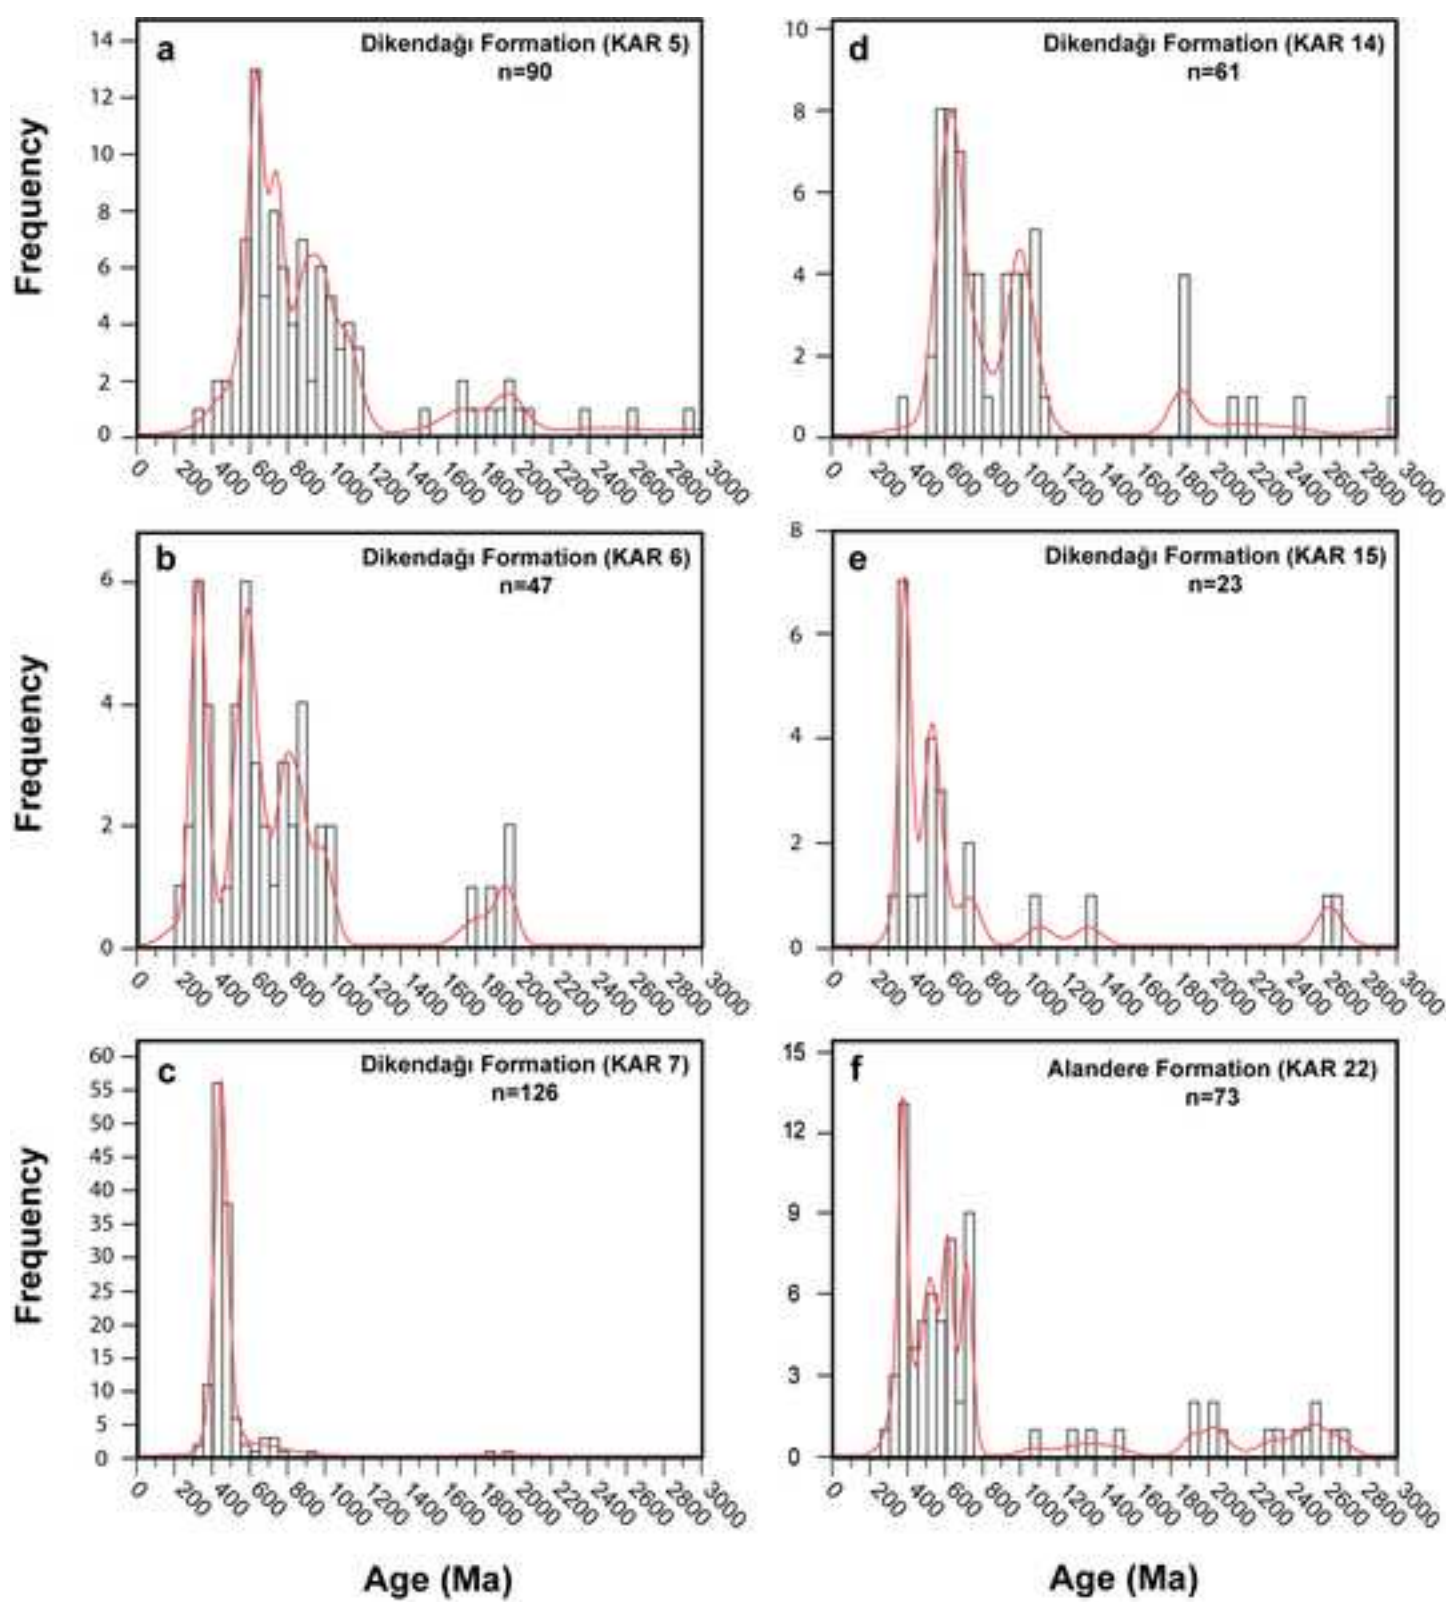 a
Dikendağı Formation (KAR 5)
n=90
Frequency
14
12
10
8
6
4
2
0
0 200 400 600 800 1000 1200 1400 1600 1800 2000 2200 2400 2600 2800 3000
d
Dikendağı Formation (KAR 14)
n=61
10
8
6
4
2
0
0 200 400 600 800 1000 1200 1400 1600 1800 2000 2200 2400 2600 2800 3000
b
Dikendağı Formation (KAR 6)
n=47
Frequency
6
4
2
0
0 200 400 600 800 1000 1200 1400 1600 1800 2000 2200 2400 2600 2800 3000
e
Dikendağı Formation (KAR 15)
n=23
8
6
4
2
0
0 200 400 600 800 1000 1200 1400 1600 1800 2000 2200 2400 2600 2800 3000
c
Dikendağı Formation (KAR 7)
n=126
Frequency
60
55
50
45
40
35
30
25
20
15
10
5
0
0 200 400 600 800 1000 1200 1400 1600 1800 2000 2200 2400 2600 2800 3000
Age (Ma)
f
Alandere Formation (KAR 22)
n=73
15
12
9
6
3
0
0 200 400 600 800 1000 1200 1400 1600 1800 2000 2200 2400 2600 2800 3000
Age (Ma)